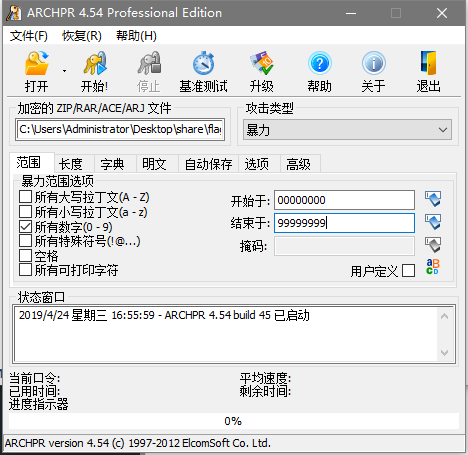 ARCHPR 4.54 Professional Edition
文件(F) 恢复(R) 帮助(H)
打开 开始! 停止 基准测试 升级 帮助 关于 退出
加密的 ZIP/RAR/ACE/ARJ 文件 攻击类型
C:\Users\Administrator\Desktop\share\fla 暴力
范围 长度 字典 明文 自动保存 选项 高级
暴力范围选项
所有大写拉丁文(A - Z) 开始于: 00000000
所有小写拉丁文(a - z)
所有数字(0 - 9) 结束于: 99999999
所有特殊符号(!@...) 掩码:
空格
所有可打印字符 用户定义
状态窗口
2019/4/24 星期三 16:55:59 - ARCHPR 4.54 build 45 已启动
当前口令: 平均速度:
已用时间: 剩余时间:
进度指示器
0%
ARCHPR version 4.54 (c) 1997-2012 ElcomSoft Co. Ltd.